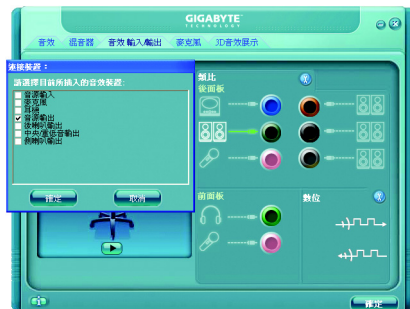 GIGABYTE
TECHNOLOGY
音效 混音器 音效 輸入/輸出 麥克風 3D音效展示
連接裝置：
請選擇目前所插入的音效裝置：
音源輸入
麥克風
耳機
音源輸出
後喇叭輸出
中央/重低音輸出
側喇叭輸出
確定
取消
類比
後面板
前面板
數位
確定